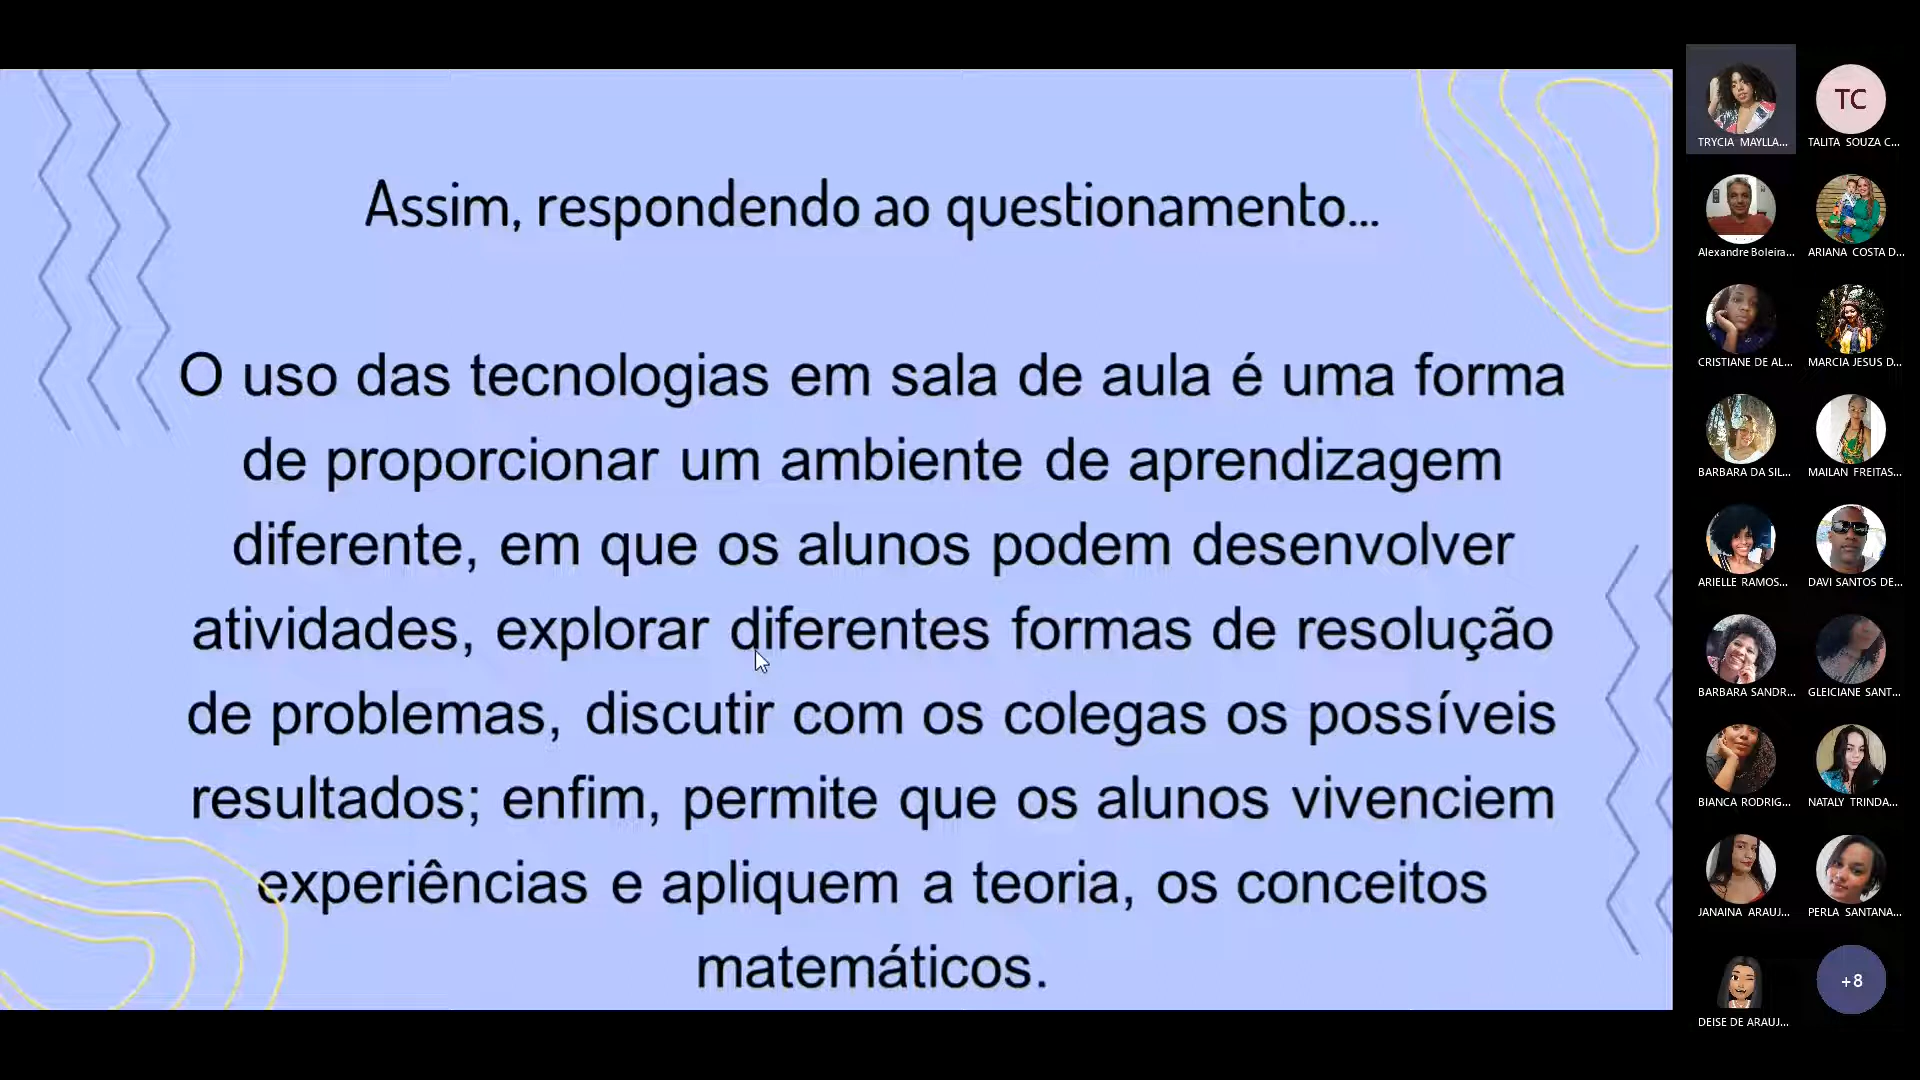 Assim, respondendo ao questionamento...
O uso das tecnologias em sala de aula é uma forma
de proporcionar um ambiente de aprendizagem
diferente, em que os alunos podem desenvolver
atividades, explorar diferentes formas de resolução
de problemas, discutir com os colegas os possíveis
resultados; enfim, permite que os alunos vivenciem
experiências e apliquem a teoria, os conceitos
matemáticos.
TC
TRYCIA MAYLLA...
TALITA SOUZA C...
Alexandre Boleira...
ARIANA COSTA D...
CRISTIANE DE AL...
MARCIA JESUS D...
BARBARA DA SIL...
MAILAN FREITAS...
ARIELLE RAMOS...
DAVI SANTOS DE...
BARBARA SANDR...
GLEICIANE SANT...
BIANCA RODRIG...
NATALY TRINDA...
JANAINA ARAUJ...
PERLA SANTANA...
+8
DEISE DE ARAUJ...